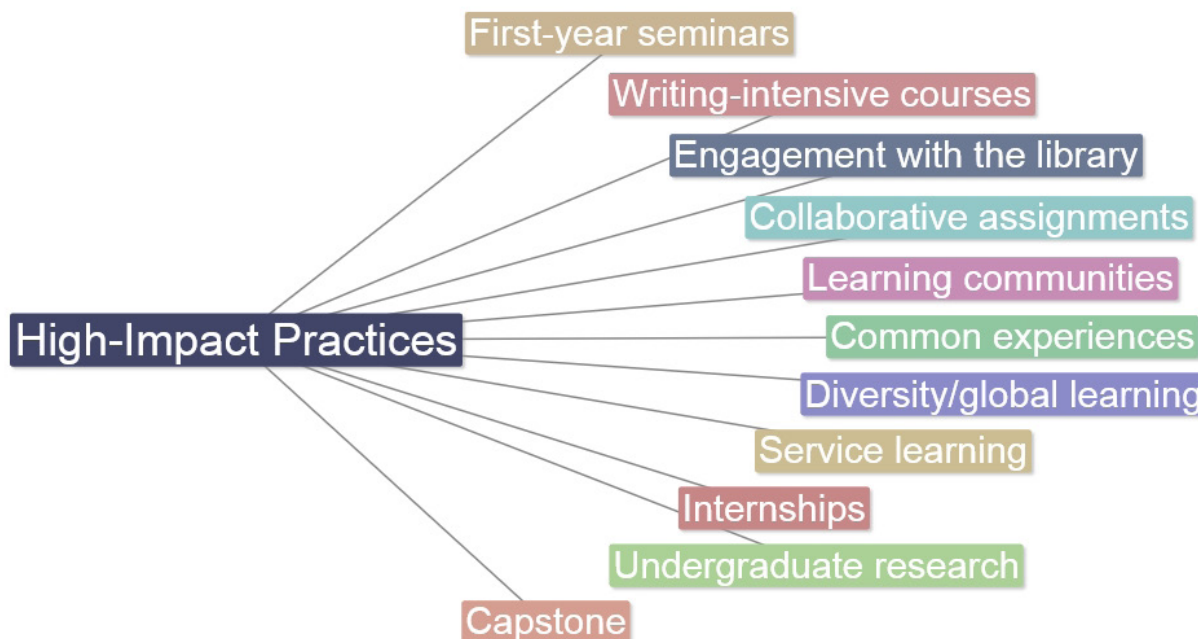 First-year seminars
Writing-intensive courses
Engagement with the library
Collaborative assignments
Learning communities
High-Impact Practices
Common experiences
Diversity/global learning
Service learning
Internships
Undergraduate research
Capstone